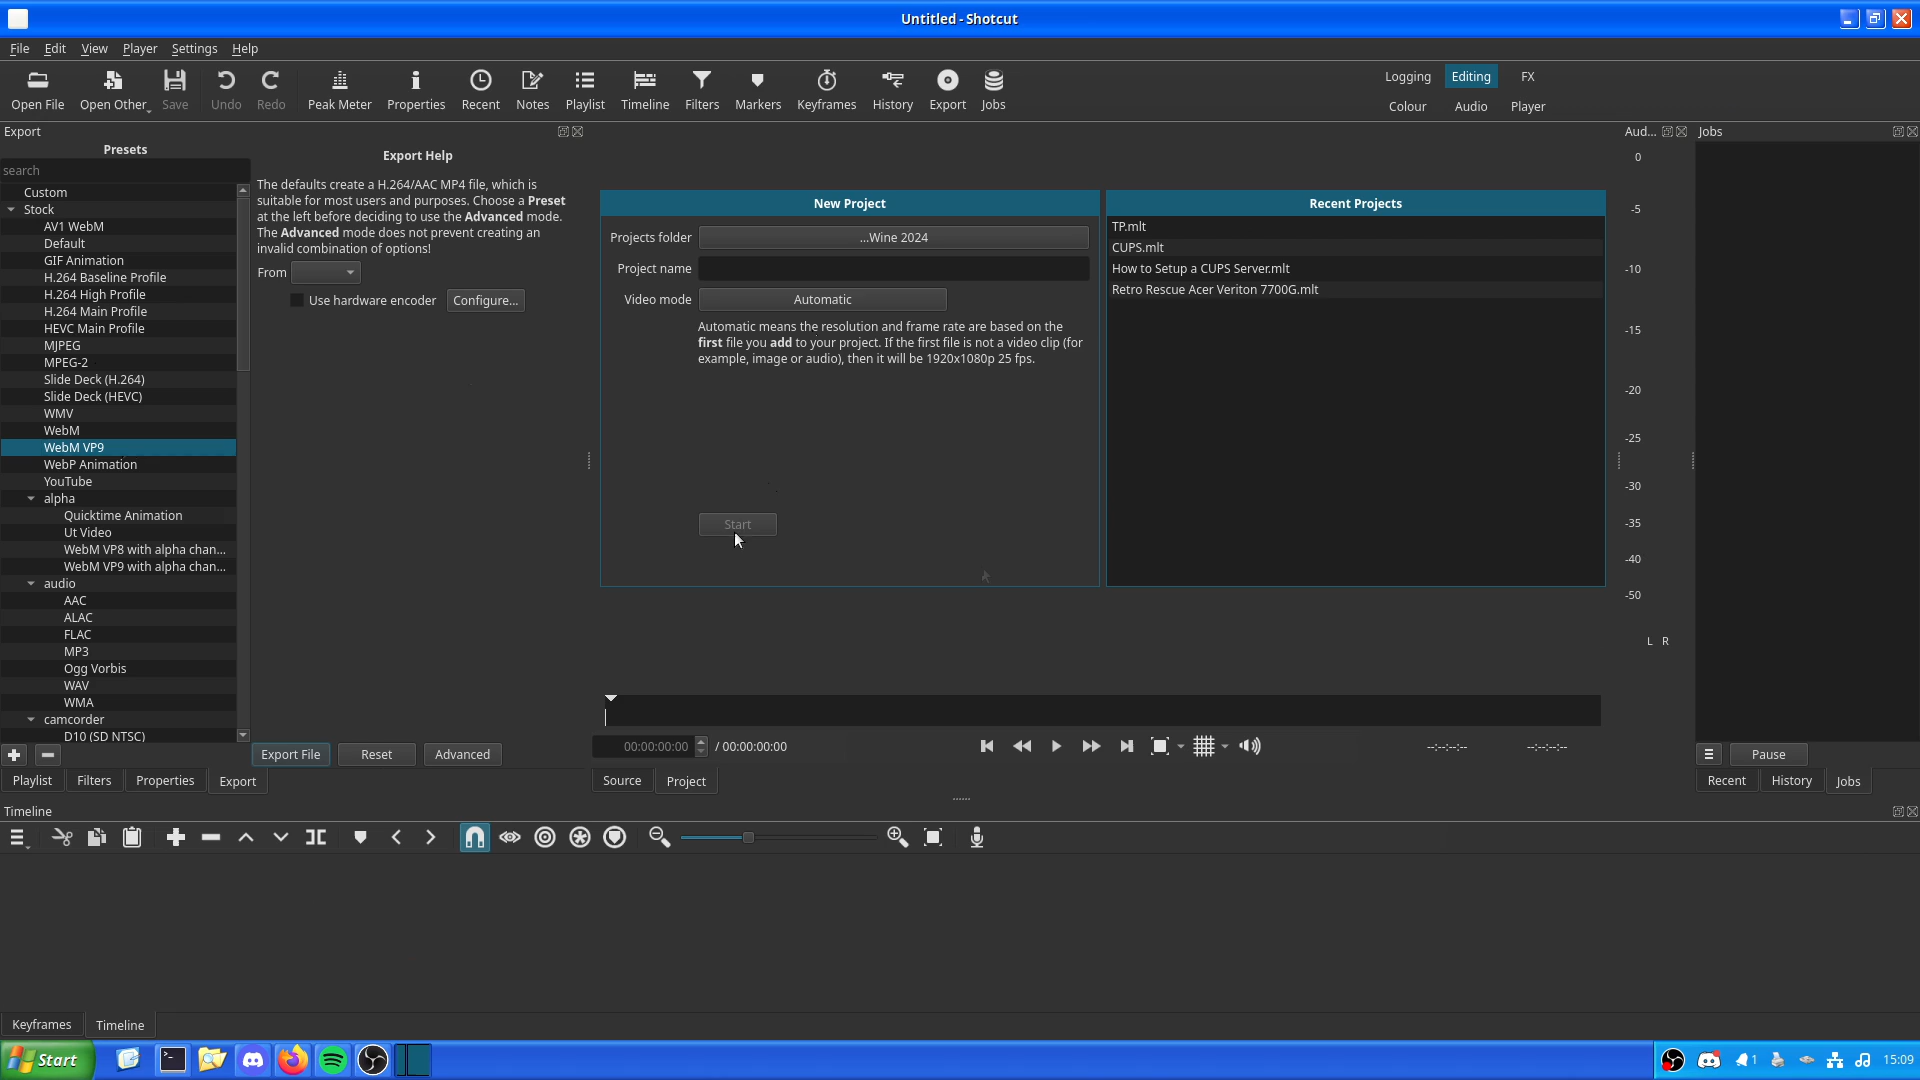 Untitled - Shotcut
File Edit View Player Settings Help
Open File Open Other Save Undo Redo Peak Meter Properties Recent Notes Playlist Timeline Filters Markers Keyframes History Export Jobs
Logging Editing FX
Colour Audio Player
Export
Presets
search
Custom
Stock
AV1 WebM
Default
GIF Animation
H.264 Baseline Profile
H.264 High Profile
H.264 Main Profile
HEVC Main Profile
MJPEG
MPEG-2
Slide Deck (H.264)
Slide Deck (HEVC)
WMV
WebM
WebM VP9
WebP Animation
YouTube
alpha
Quicktime Animation
Ut Video
WebM VP8 with alpha chan...
WebM VP9 with alpha chan...
audio
AAC
ALAC
FLAC
MP3
Ogg Vorbis
WAV
WMA
camcorder
D10 (SD NTSC)
Export Help
The defaults create a H.264/AAC MP4 file, which is
suitable for most users and purposes. Choose a Preset
at the left before deciding to use the Advanced mode.
The Advanced mode does not prevent creating an
invalid combination of options!
From
Use hardware encoder Configure...
Export File Reset Advanced
Playlist Filters Properties Export
New Project
Projects folder ...Wine 2024
Project name
Video mode Automatic
Automatic means the resolution and frame rate are based on the
first file you add to your project. If the first file is not a video clip (for
example, image or audio), then it will be 1920x1080p 25 fps.
Start
Recent Projects
TP.mlt
CUPS.mlt
How to Setup a CUPS Server.mlt
Retro Rescue Acer Veriton 7700G.mlt
00:00:00:00 / 00:00:00:00
--:--:--:-- --:--:--:--
Source Project
Aud...
0
-5
-10
-15
-20
-25
-30
-35
-40
-50
L R
Jobs
Pause
Recent History Jobs
Timeline
Keyframes Timeline
Start
1
15:09